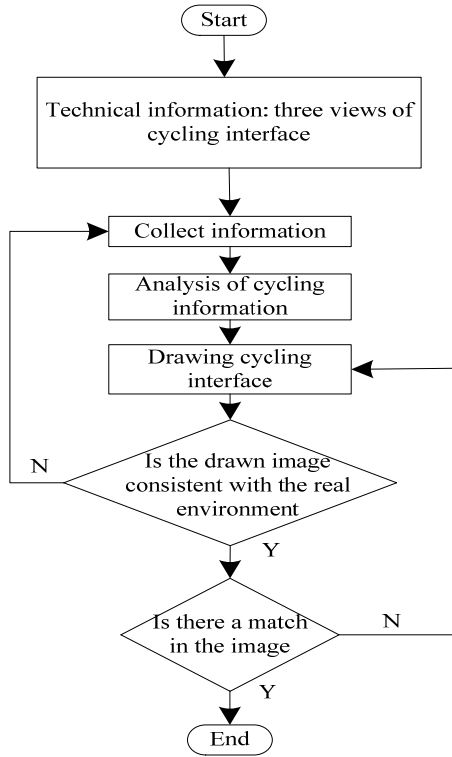 Start
Technical information: three views of
cycling interface
Collect information
Analysis of cycling
information
Drawing cycling
interface
Is the drawn image
consistent with the real
environment
N
Y
Is there a match
in the image
N
Y
End